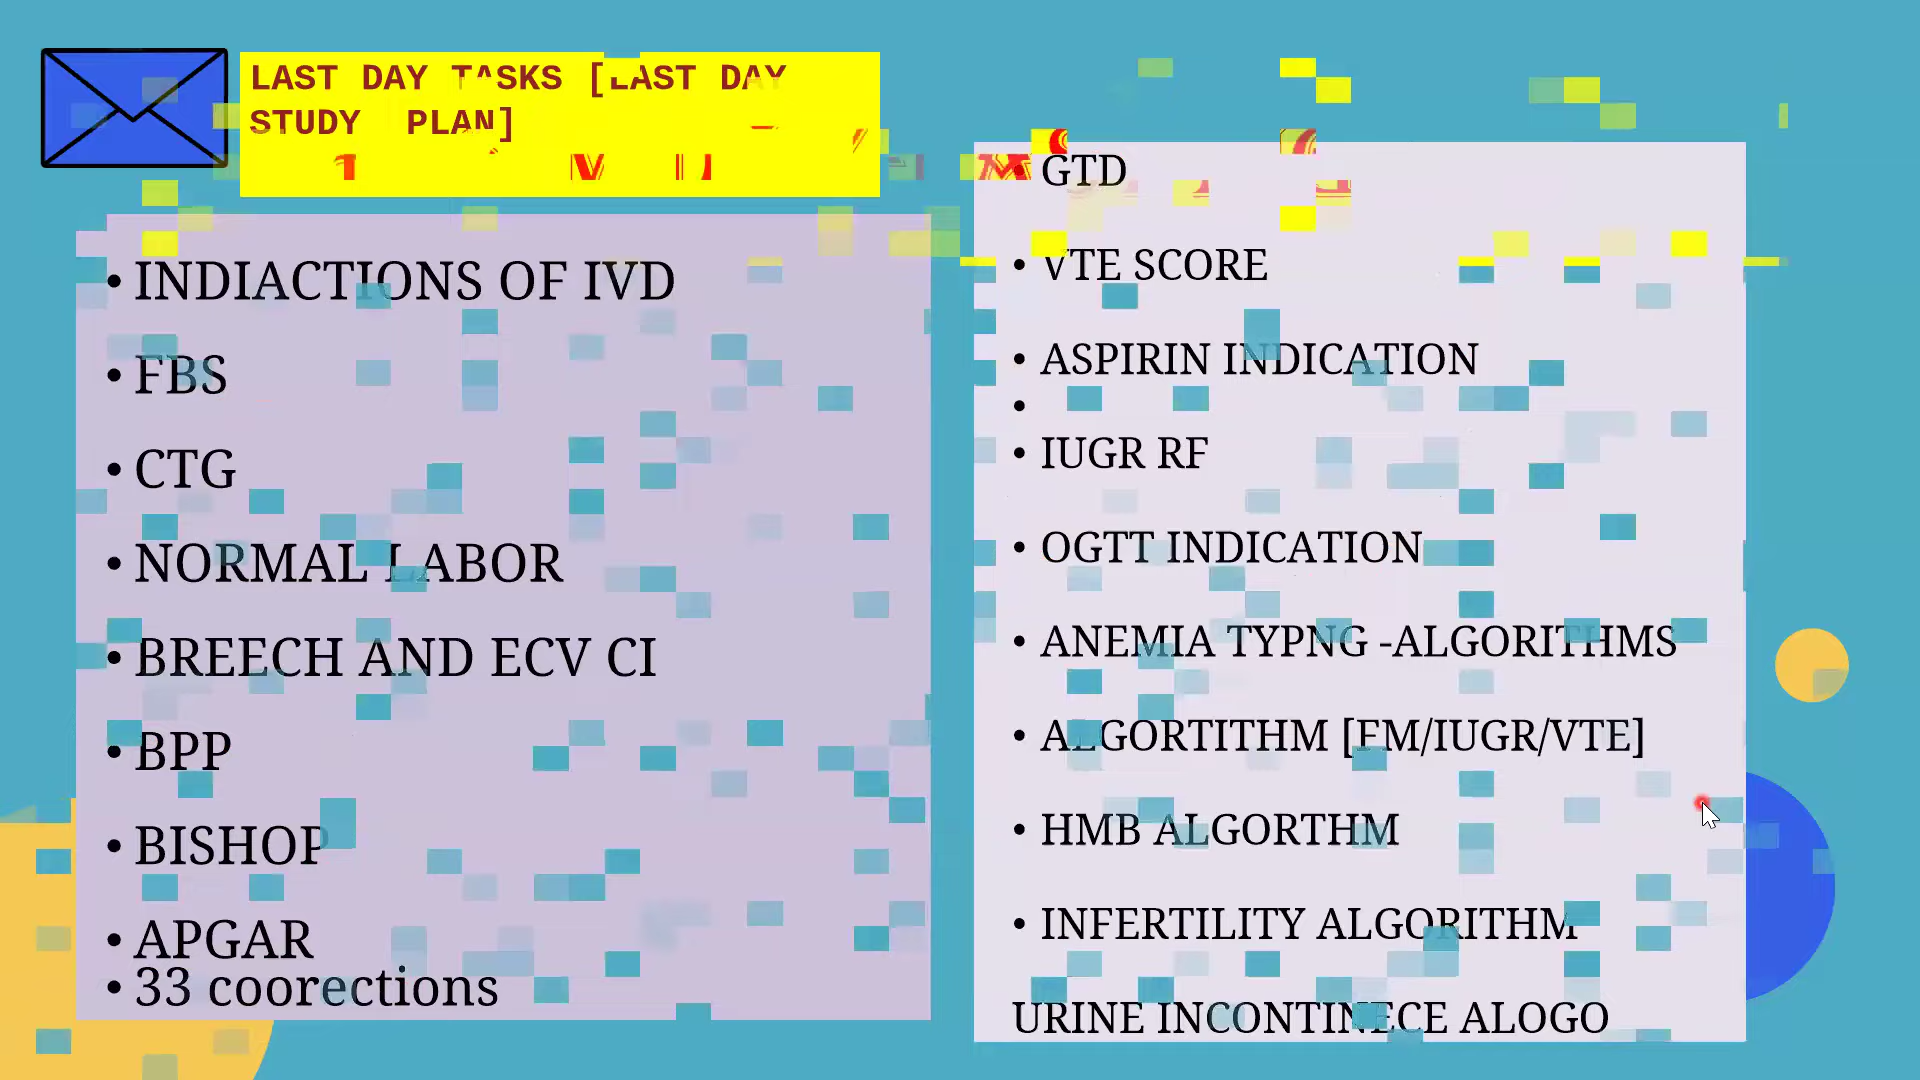 LAST DAY TASKS [LAST DAY
STUDY PLAN]
• INDIACTIONS OF IVD
• FBS
• CTG
• NORMAL LABOR
• BREECH AND ECV CI
• BPP
• BISHOP
• APGAR
• 33 coorections
• GTD
• VTE SCORE
• ASPIRIN INDICATION
•
• IUGR RF
• OGTT INDICATION
• ANEMIA TYPNG -ALGORITHMS
• ALGORTITHM [FM/IUGR/VTE]
• HMB ALGORTHM
• INFERTILITY ALGORITHM
URINE INCONTINECE ALOGO